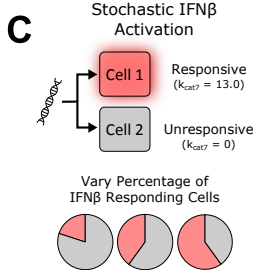 C
Stochastic IFNβ
Activation
Cell 1
Responsive
(kcat7 = 13.0)
Cell 2
Unresponsive
(kcat7 = 0)
Vary Percentage of
IFNβ Responding Cells